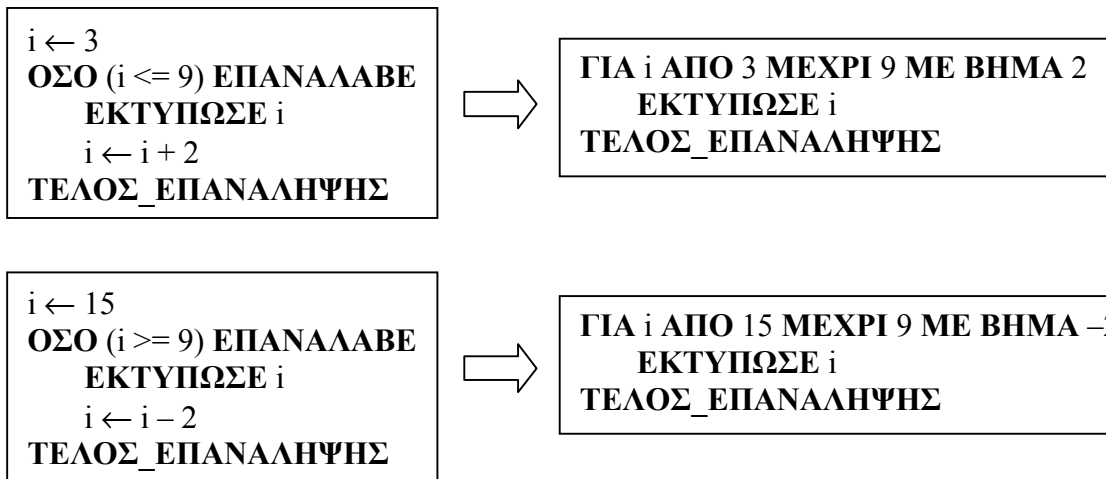 i ← 3
ΟΣΟ (i <= 9) ΕΠΑΝΑΛΑΒΕ
ΕΚΤΥΠΩΣΕ i
i ← i + 2
ΤΕΛΟΣ_ΕΠΑΝΑΛΗΨΗΣ
ΓΙΑ i ΑΠΟ 3 ΜΕΧΡΙ 9 ΜΕ ΒΗΜΑ 2
ΕΚΤΥΠΩΣΕ i
ΤΕΛΟΣ_ΕΠΑΝΑΛΗΨΗΣ
i ← 15
ΟΣΟ (i >= 9) ΕΠΑΝΑΛΑΒΕ
ΕΚΤΥΠΩΣΕ i
i ← i – 2
ΤΕΛΟΣ_ΕΠΑΝΑΛΗΨΗΣ
ΓΙΑ i ΑΠΟ 15 ΜΕΧΡΙ 9 ΜΕ ΒΗΜΑ –2
ΕΚΤΥΠΩΣΕ i
ΤΕΛΟΣ_ΕΠΑΝΑΛΗΨΗΣ